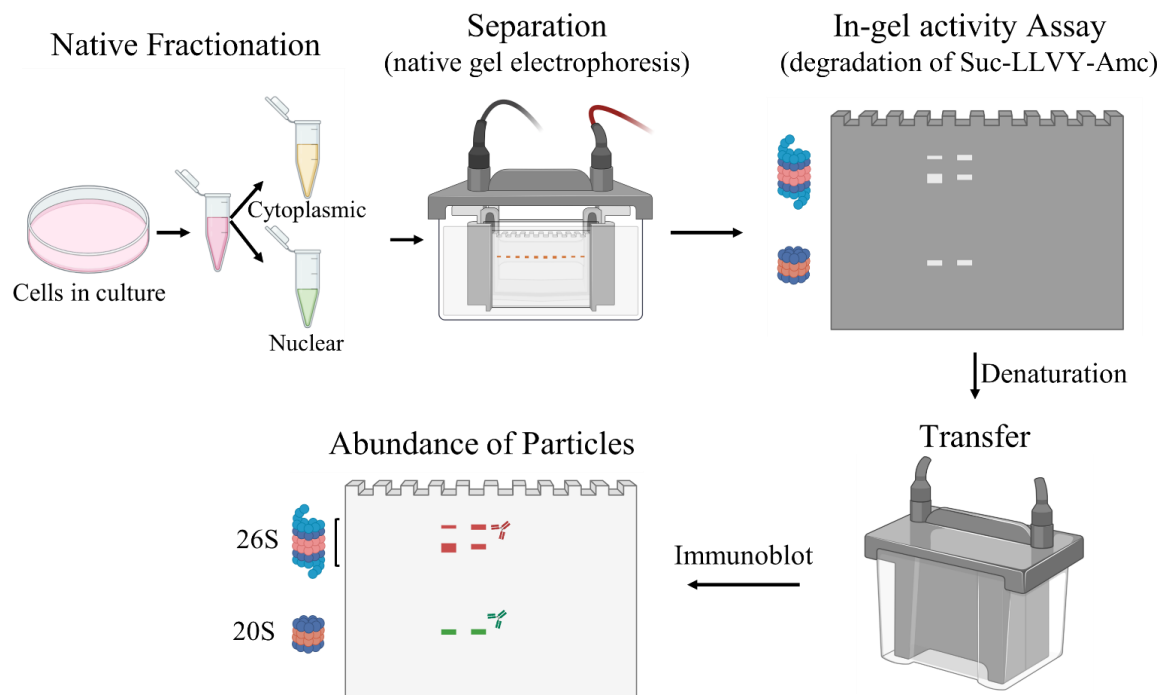 Native Fractionation
Cells in culture
Cytoplasmic
Nuclear
Separation
(native gel electrophoresis)
In-gel activity Assay
(degradation of Suc-LLVY-Amc)
Denaturation
Transfer
Immunoblot
Abundance of Particles
26S
20S